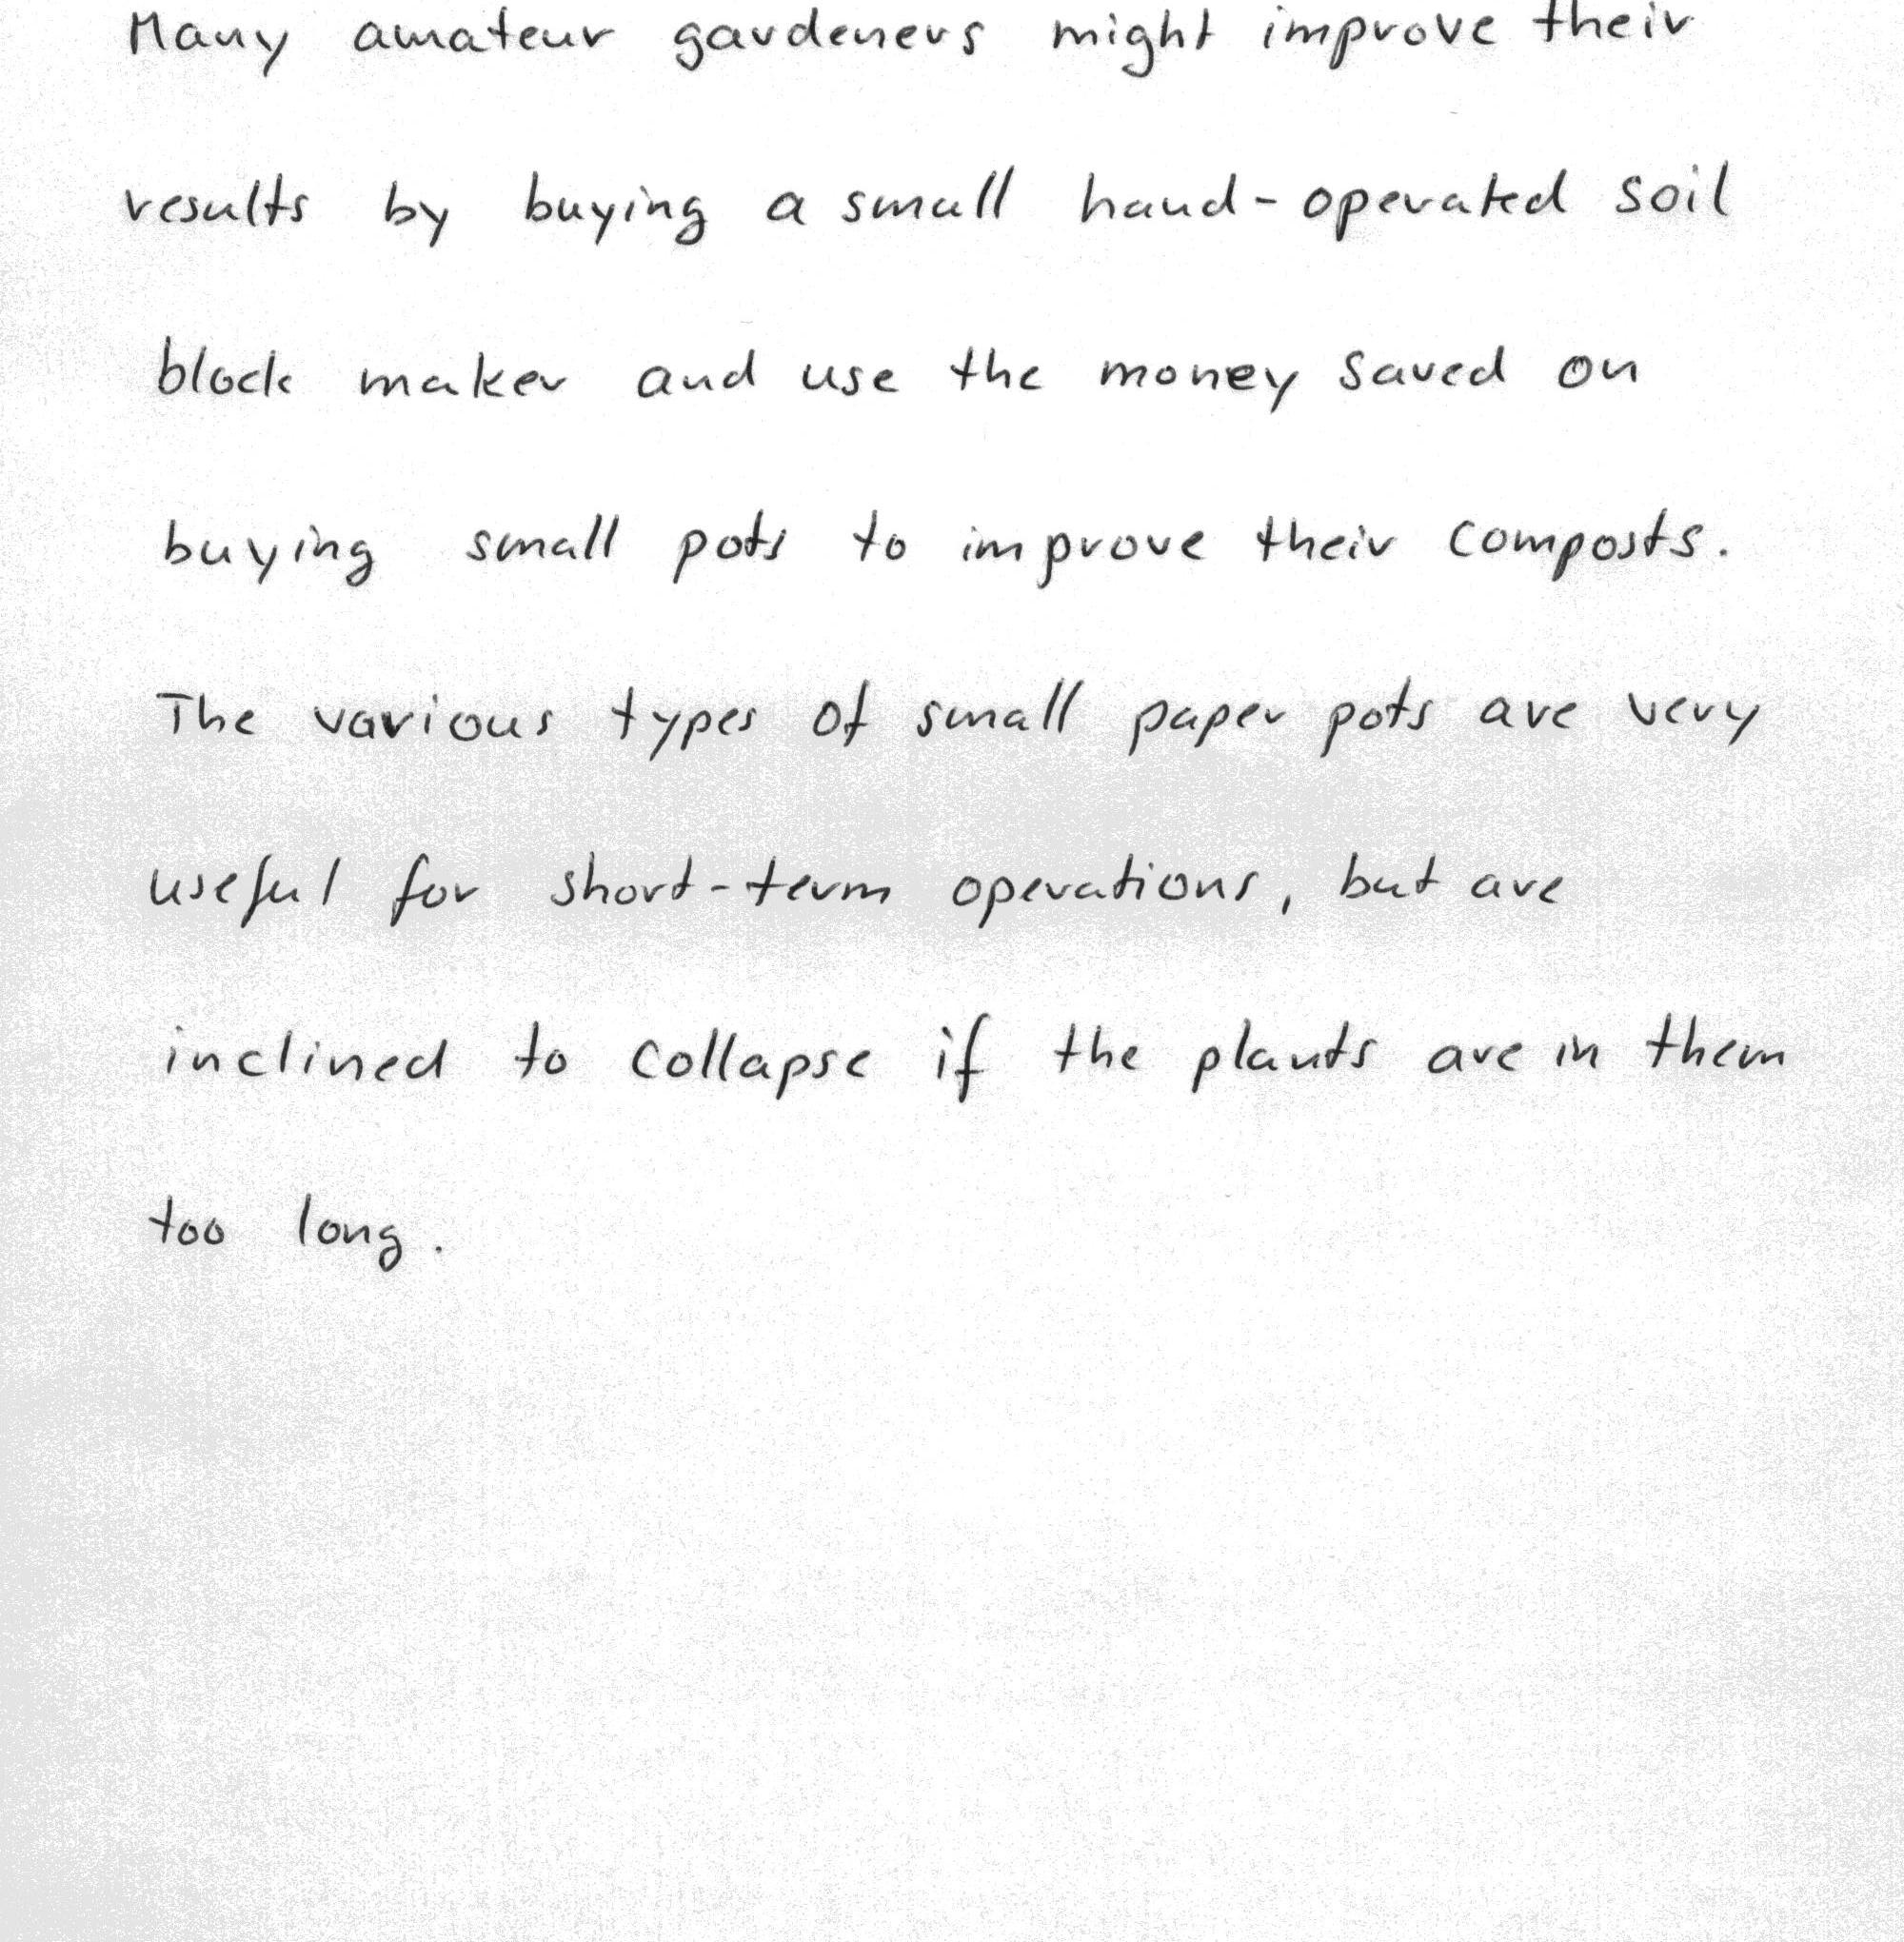 Many amateur gardeners might improve their
results by buying a small hand-operated soil
block maker and use the money saved on
buying small pots to improve their composts.
The various types of small paper pots are very
useful for short-term operations, but are
inclined to collapse if the plants are in them
too long.